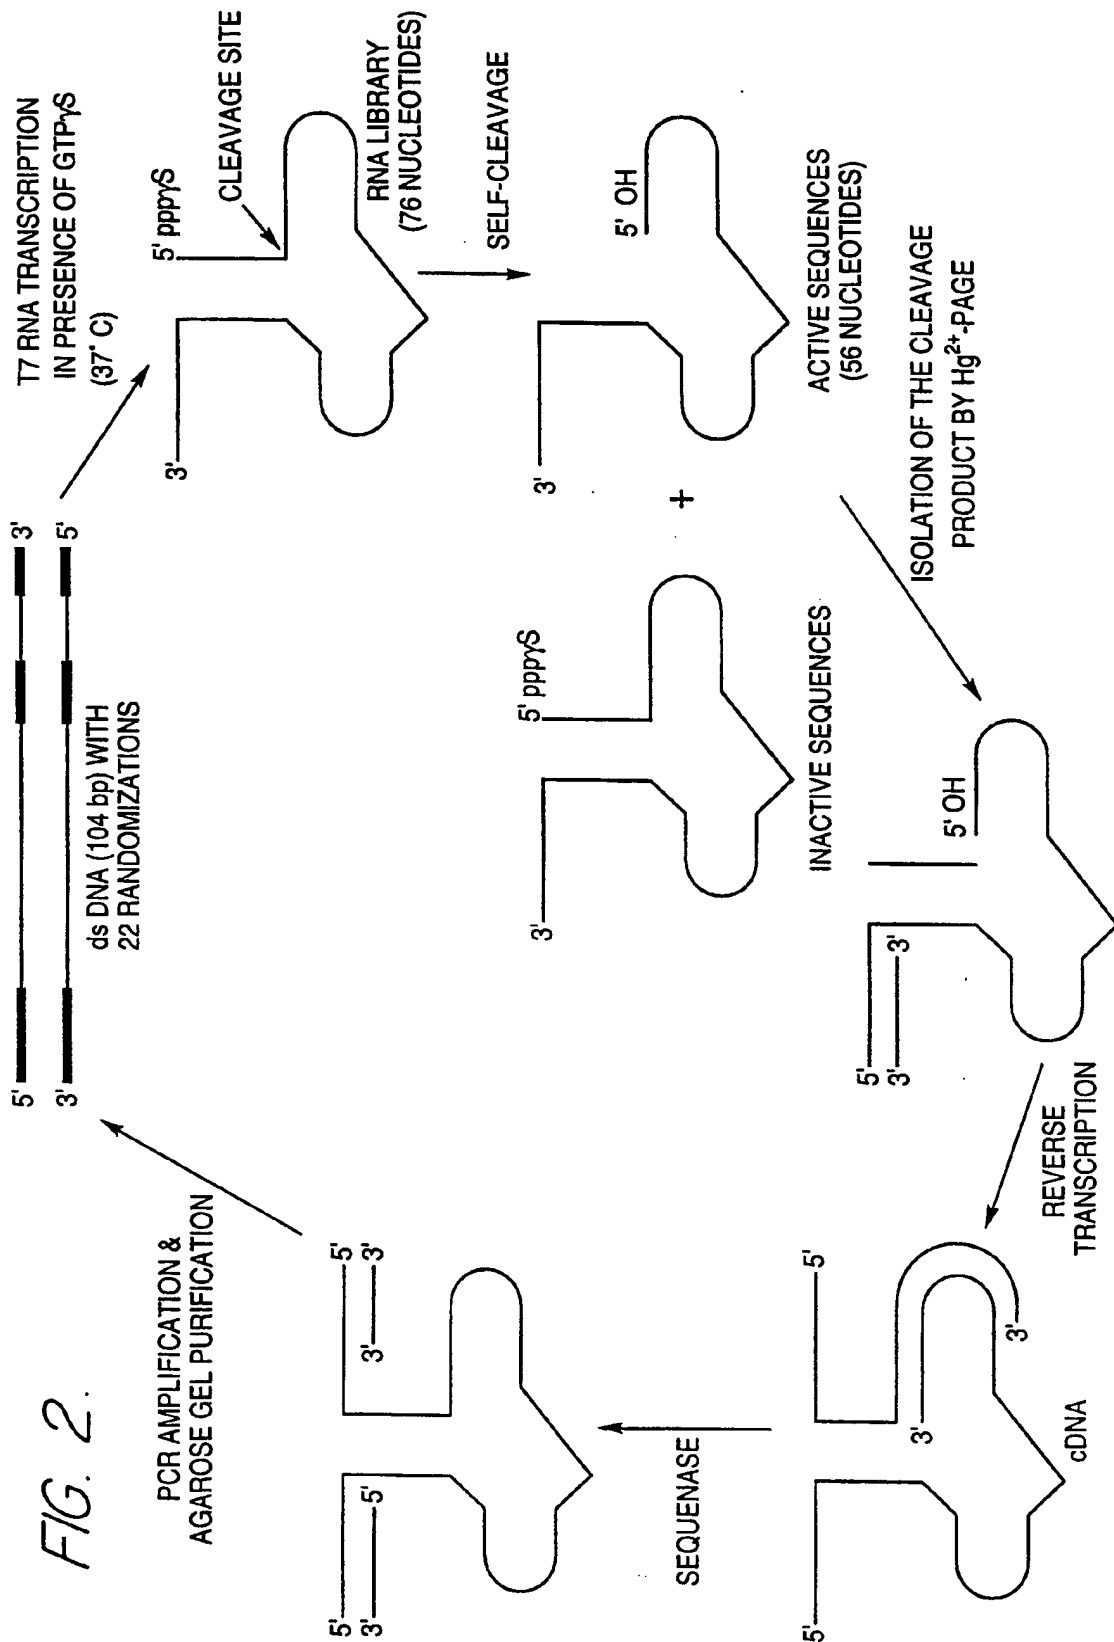 FIG. 2.
5'
3'
3'
5'
ds DNA (104 bp) WITH
22 RANDOMIZATIONS
T7 RNA TRANSCRIPTION
IN PRESENCE OF GTPγS
(37° C)
3'
5' pppγS
CLEAVAGE SITE
RNA LIBRARY
(76 NUCLEOTIDES)
SELF-CLEAVAGE
3'
5' pppγS
INACTIVE SEQUENCES
+
3'
5' OH
ACTIVE SEQUENCES
(56 NUCLEOTIDES)
ISOLATION OF THE CLEAVAGE
PRODUCT BY Hg2+-PAGE
5'
3'
3'
5' OH
REVERSE
TRANSCRIPTION
5'
5'
3'
3'
cDNA
SEQUENASE
5'
3'
5'
5'
3'
3'
PCR AMPLIFICATION &
AGAROSE GEL PURIFICATION